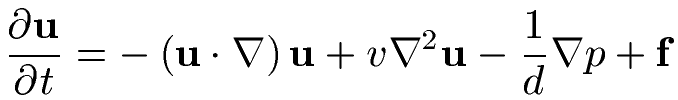 ∂𝐮/∂t = − (𝐮 · ∇) 𝐮 + v∇²𝐮 − 1/d ∇p + 𝐟